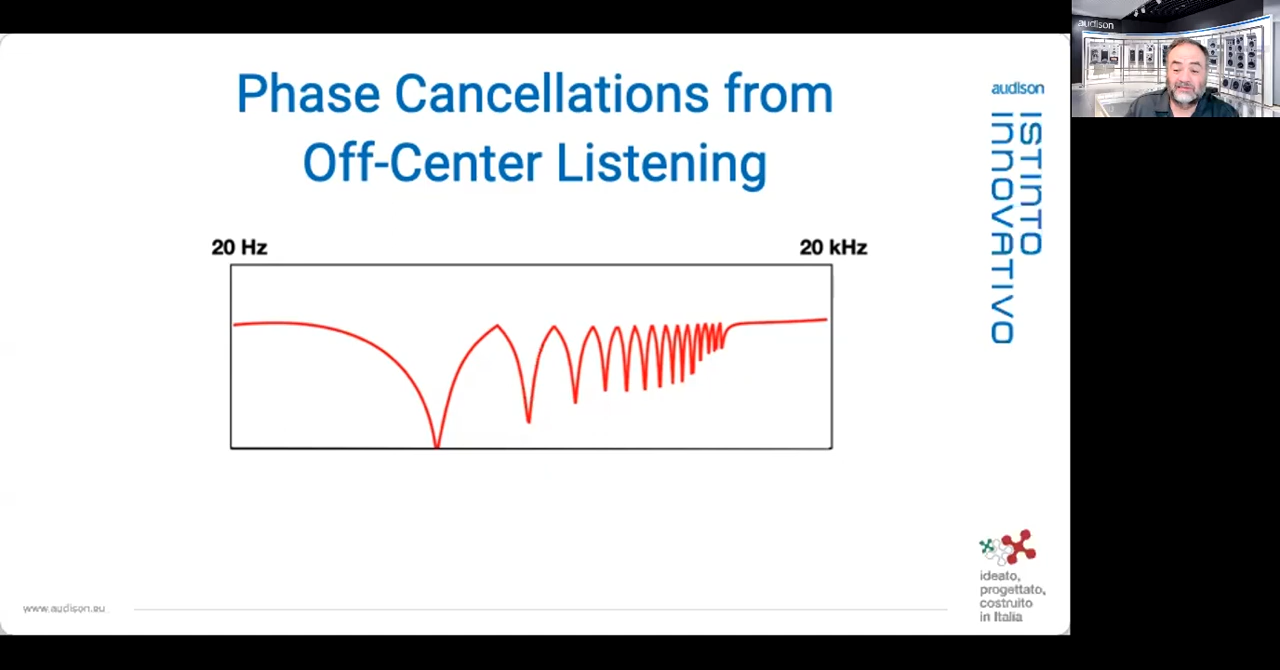 Phase Cancellations from
Off-Center Listening
20 Hz
20 kHz
audison
ISTINTO
INNOVATIVO
ideato,
progettato,
costruito
in Italia
www.audison.eu
audison